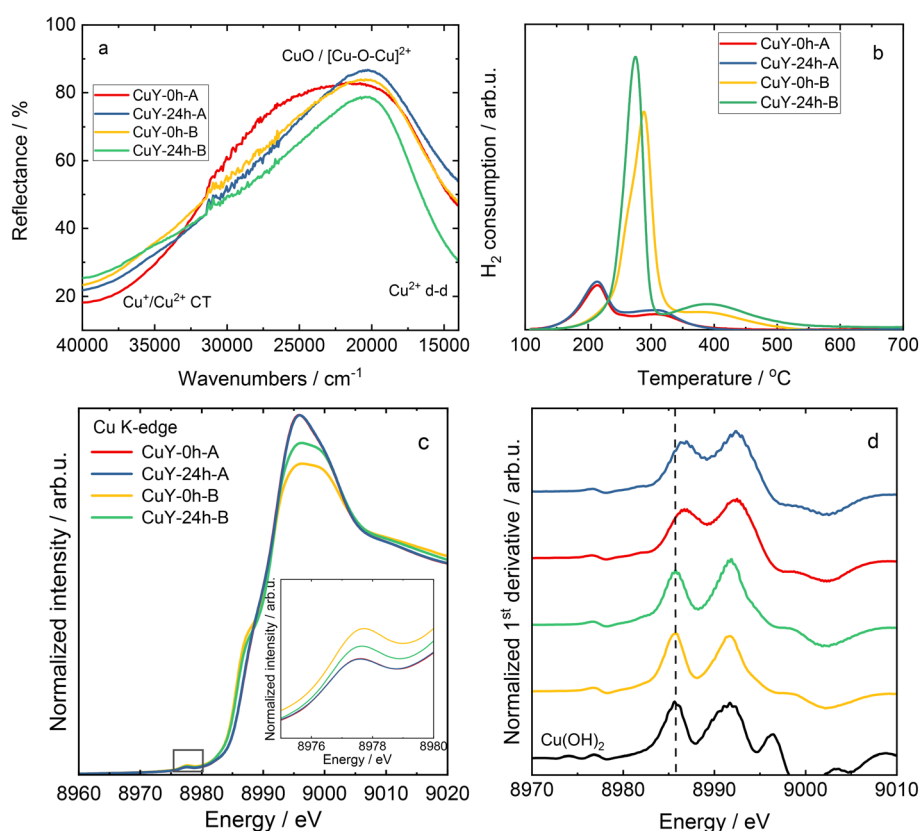 a
CuO / [Cu-O-Cu]²⁺
CuY-0h-A
CuY-24h-A
CuY-0h-B
CuY-24h-B
Cu⁺/Cu²⁺ CT
Cu²⁺ d-d
Reflectance / %
100
80
60
40
20
40000 35000 30000 25000 20000 15000
Wavenumbers / cm⁻¹
b
CuY-0h-A
CuY-24h-A
CuY-0h-B
CuY-24h-B
H₂ consumption / arb.u.
100 200 300 400 500 600 700
Temperature / °C
Cu K-edge
c
CuY-0h-A
CuY-24h-A
CuY-0h-B
CuY-24h-B
Normalized intensity / arb.u.
Normalized intensity / arb.u.
8976 8978 8980
Energy / eV
8960 8970 8980 8990 9000 9010 9020
Energy / eV
d
Normalized 1ˢᵗ derivative / arb.u.
Cu(OH)₂
8970 8980 8990 9000 9010
Energy / eV